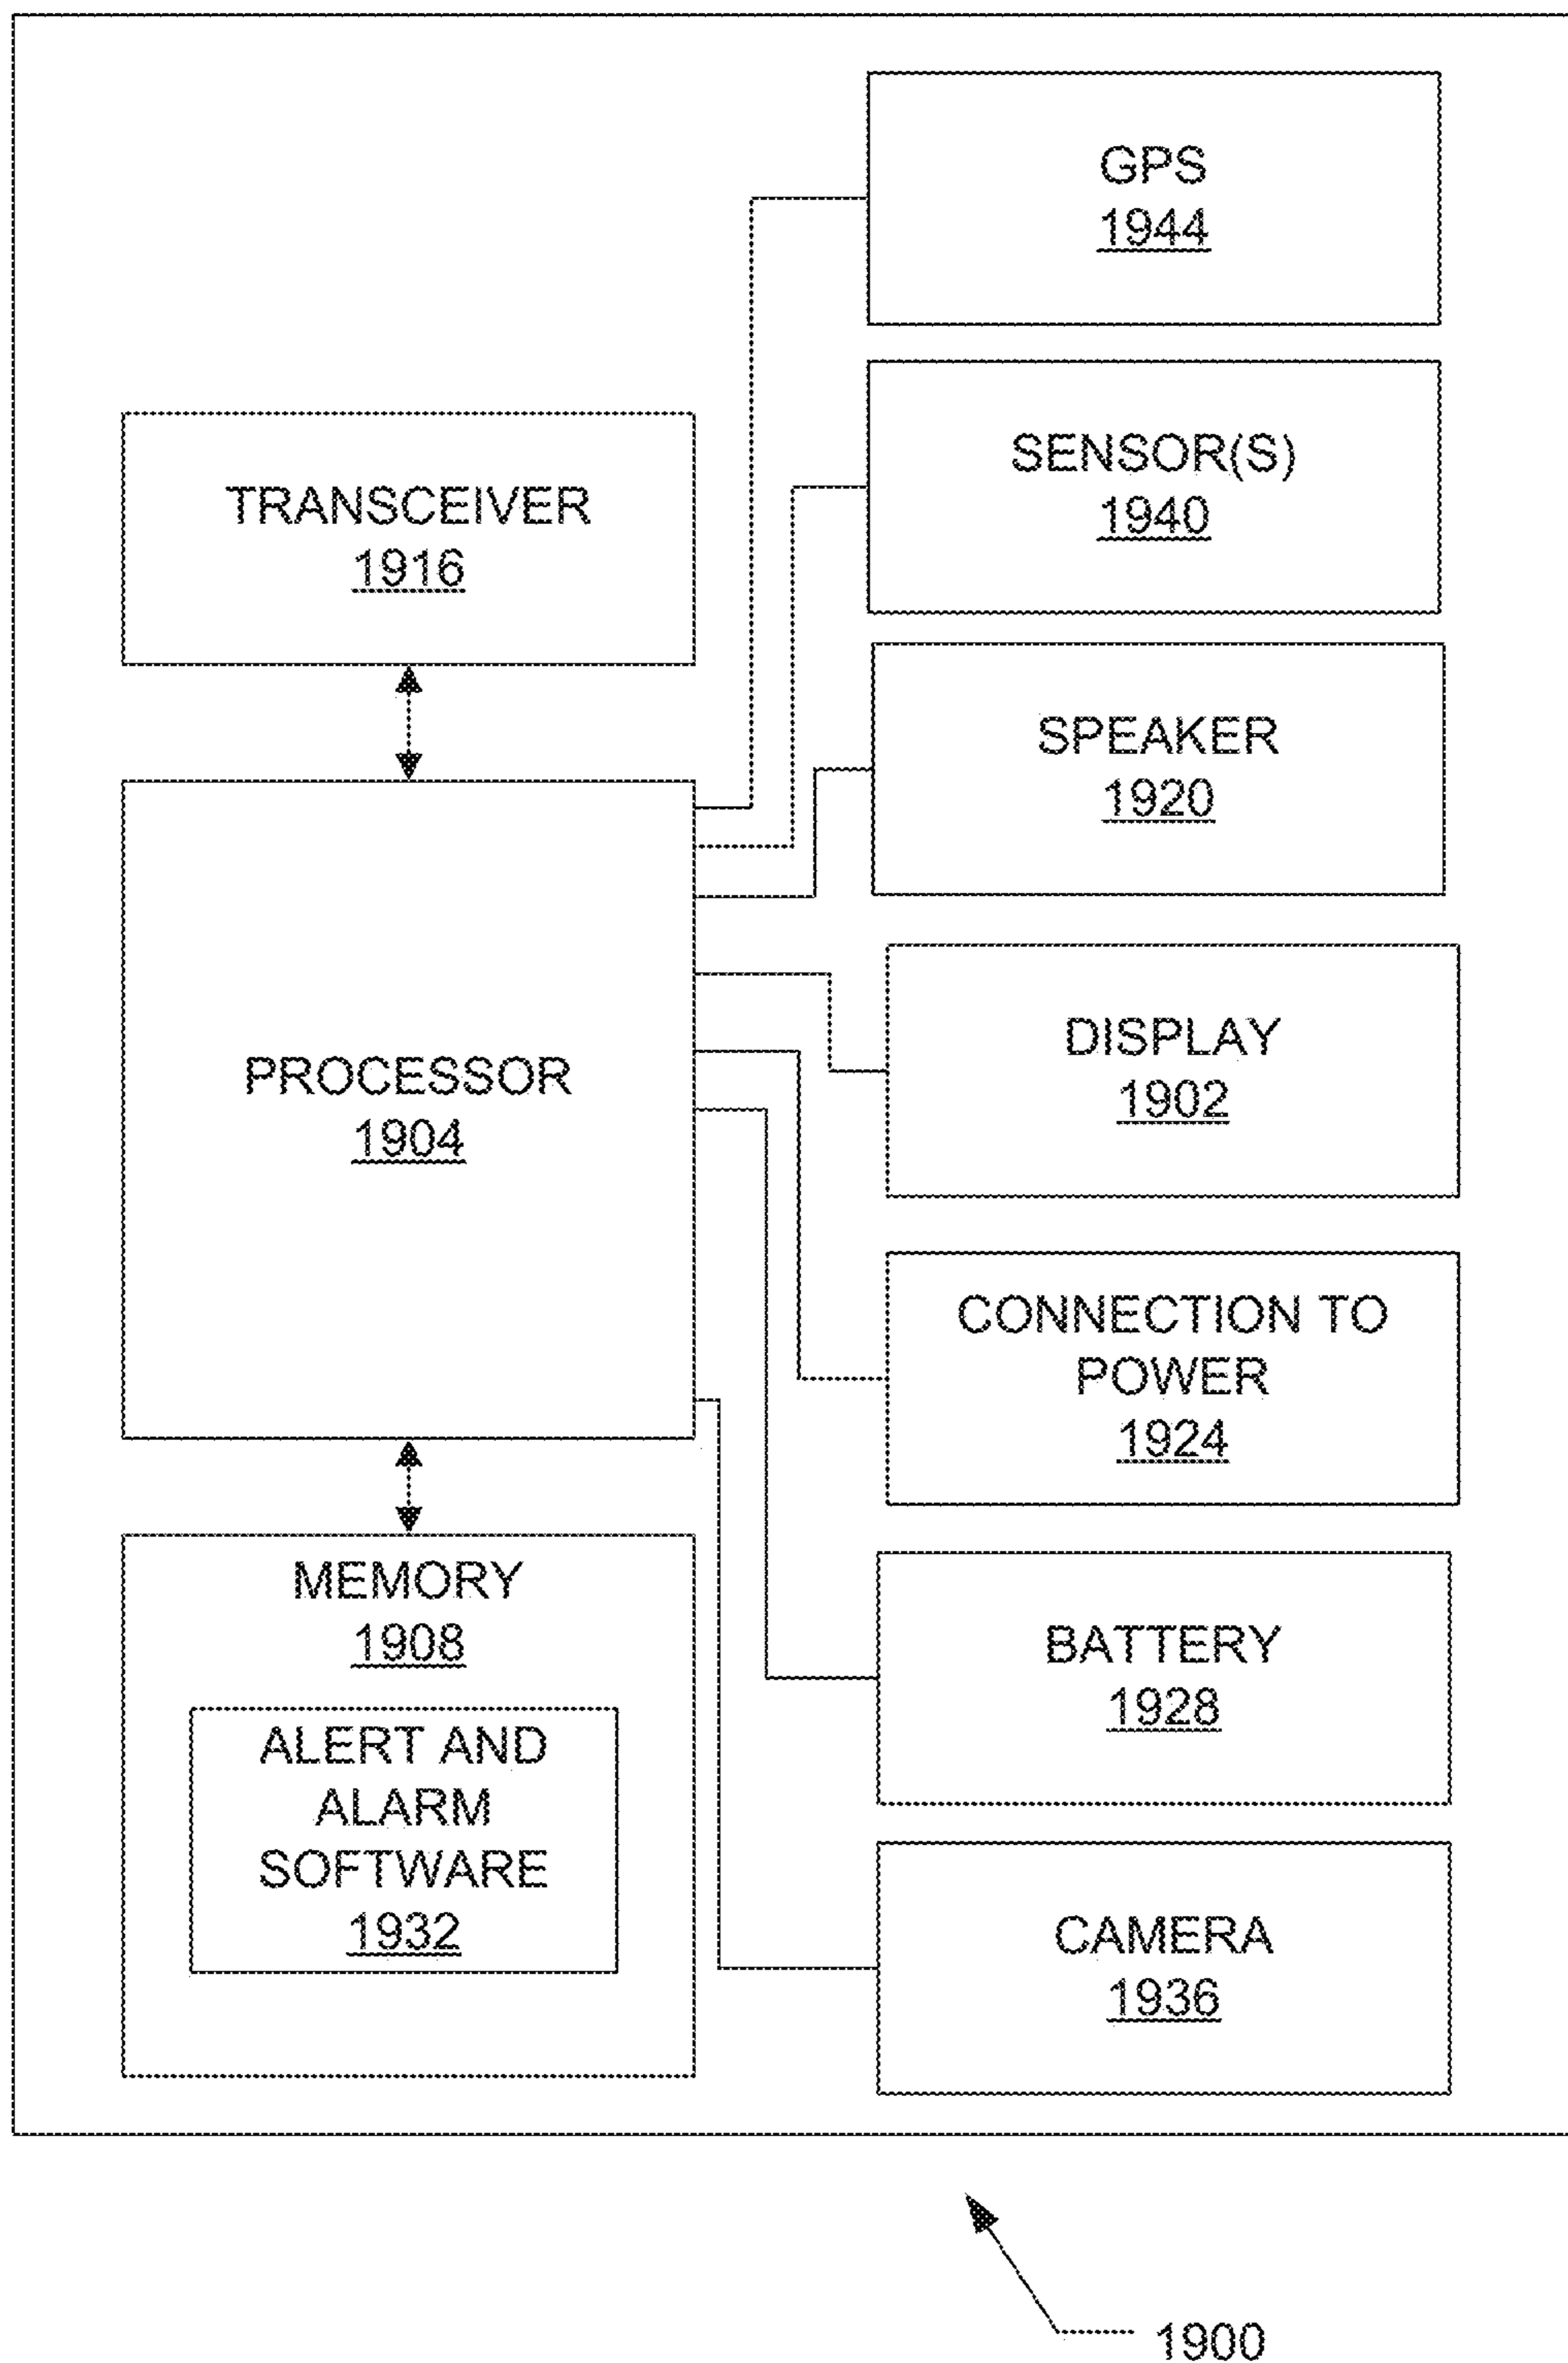 GPS
1944
SENSOR(S)
1940
TRANSCEIVER
1916
SPEAKER
1920
DISPLAY
1902
PROCESSOR
1904
CONNECTION TO
POWER
1924
MEMORY
1908
BATTERY
1928
ALERT AND
ALARM
SOFTWARE
1932
CAMERA
1936
1900